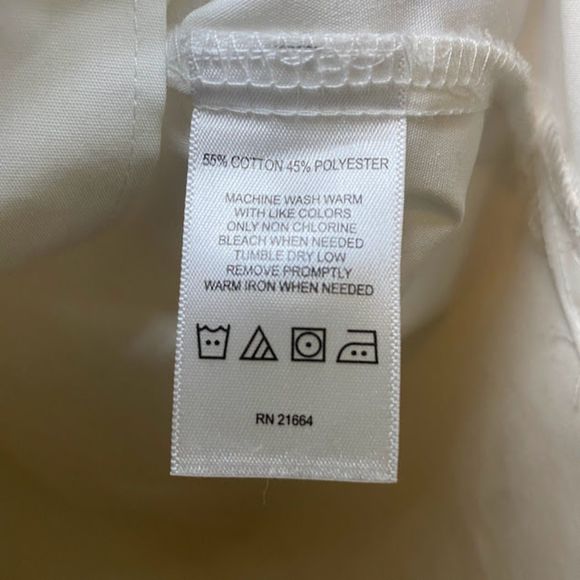 55% COTTON 45% POLYESTER
MACHINE WASH WARM
WITH LIKE COLORS
ONLY NON CHLORINE
BLEACH WHEN NEEDED
TUMBLE DRY LOW
REMOVE PROMPTLY
WARM IRON WHEN NEEDED
RN 21664